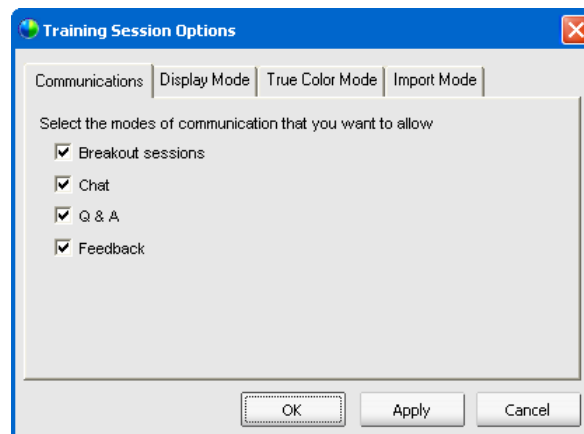 Training Session Options
Communications Display Mode True Color Mode Import Mode
Select the modes of communication that you want to allow
Breakout sessions
Chat
Q & A
Feedback
OK Apply Cancel